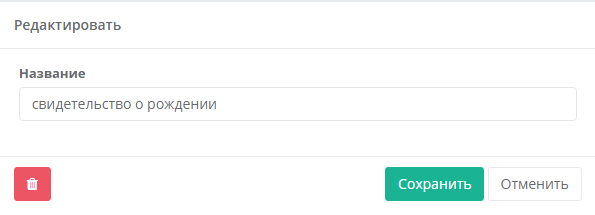 Редактировать
Название
свидетельство о рождении
Сохранить
Отменить